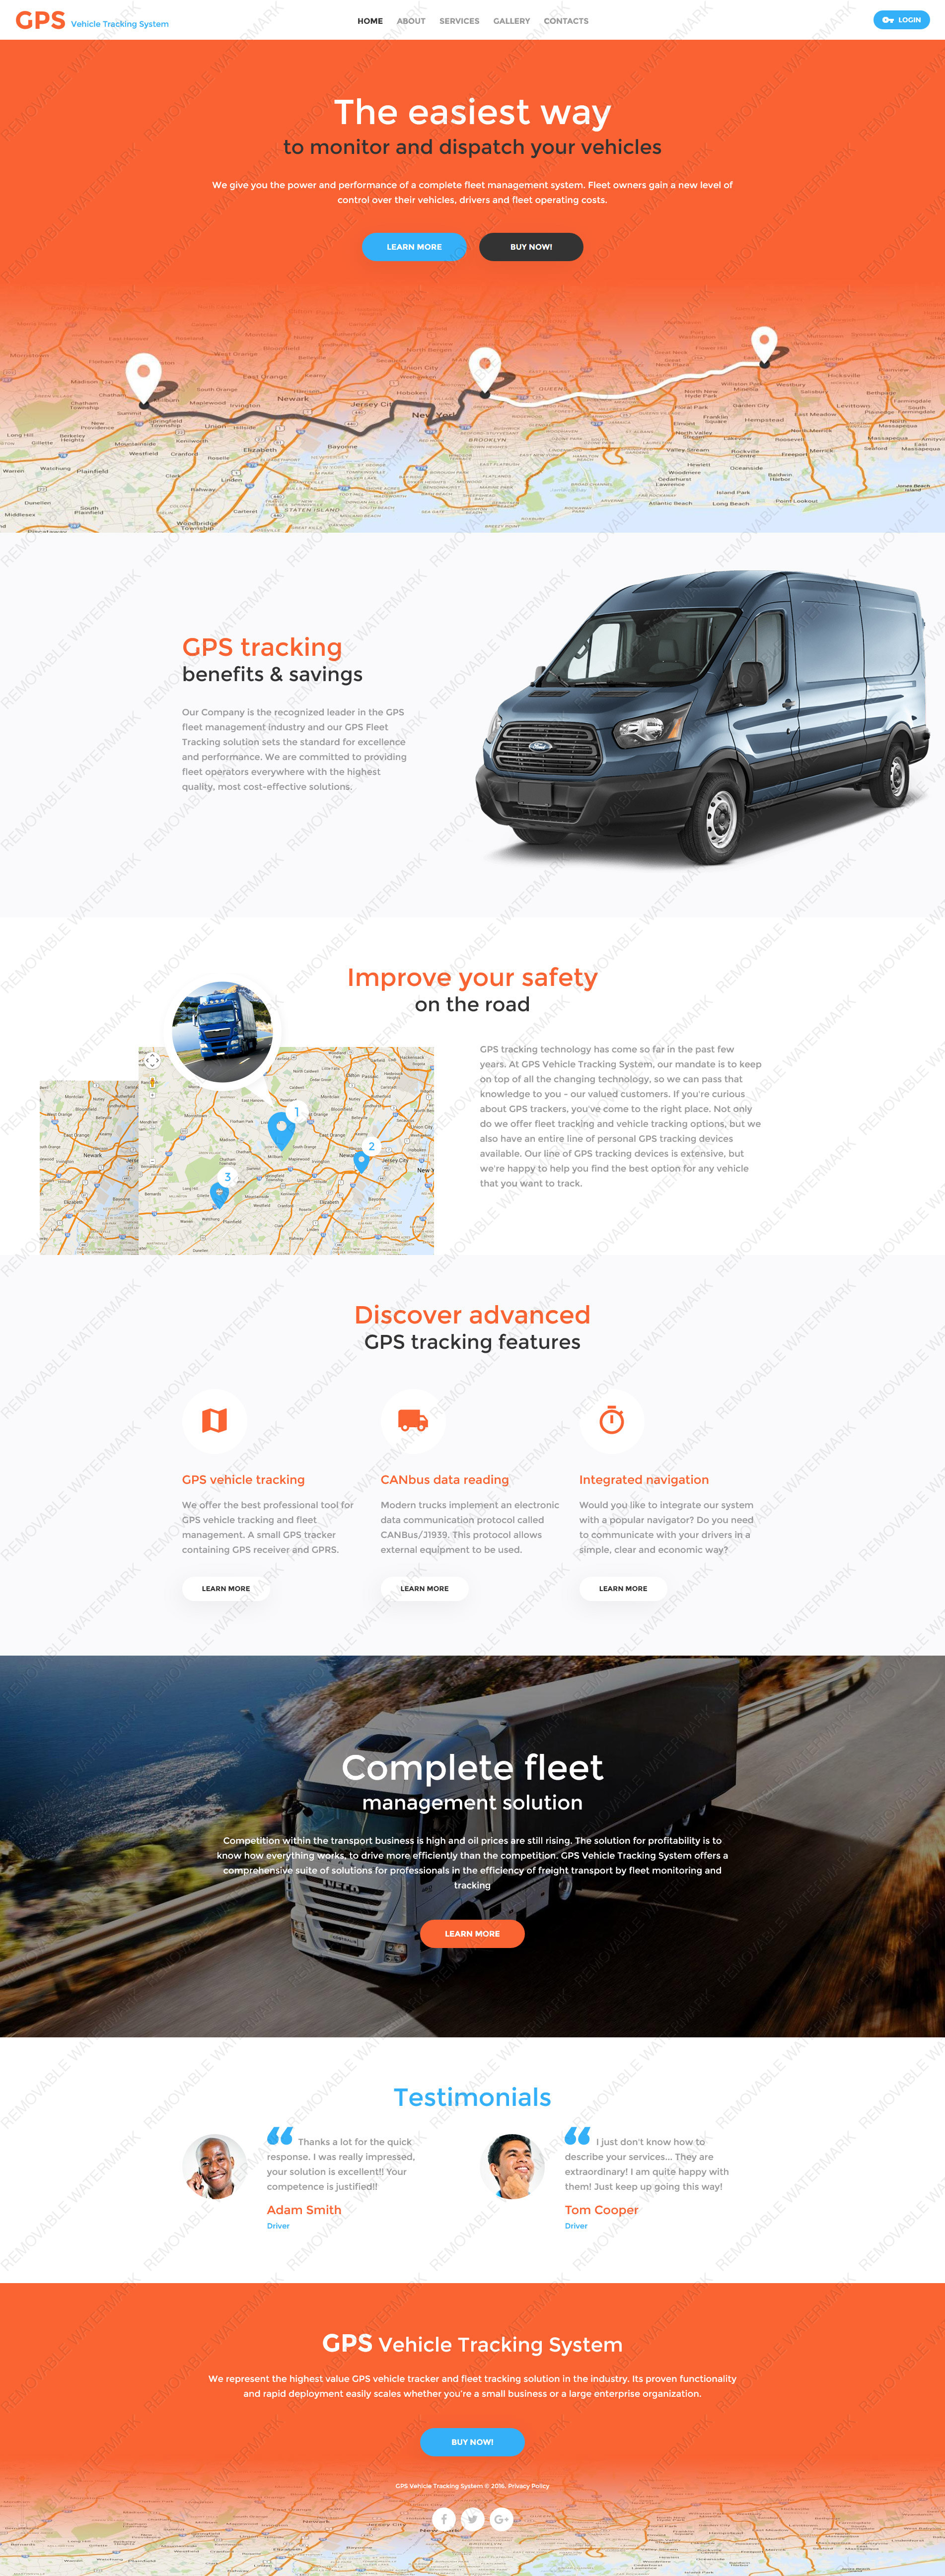 GPS Vehicle Tracking System
HOME ABOUT SERVICES GALLERY CONTACTS
LOGIN
The easiest way
to monitor and dispatch your vehicles
We give you the power and performance of a complete fleet management system. Fleet owners gain a new level of
control over their vehicles, drivers and fleet operating costs.
LEARN MORE
BUY NOW!
GPS tracking
benefits & savings
Our Company is the recognized leader in the GPS
fleet management industry and our GPS Fleet
Tracking solution sets the standard for excellence
and performance. We are committed to providing
fleet operators everywhere with the highest
quality, most cost-effective solutions.
Improve your safety
on the road
1
2
3
GPS tracking technology has come so far in the past few
years. At GPS Vehicle Tracking System, our mandate is to keep
on top of all the changing technology, so we can pass that
knowledge to you - our valued customers. If you're curious
about GPS trackers, you've come to the right place. Not only
do we offer fleet tracking and vehicle tracking options, but we
also have an entire line of personal GPS tracking devices
available. Our line of GPS tracking devices is extensive, but
we're happy to help you find the best option for any vehicle
that you want to track.
Discover advanced
GPS tracking features
GPS vehicle tracking
We offer the best professional tool for
GPS vehicle tracking and fleet
management. A small GPS tracker
containing GPS receiver and GPRS.
LEARN MORE
CANbus data reading
Modern trucks implement an electronic
data communication protocol called
CANBus/J1939. This protocol allows
external equipment to be used.
LEARN MORE
Integrated navigation
Would you like to integrate our system
with a popular navigator? Do you need
to communicate with your drivers in a
simple, clear and economic way?
LEARN MORE
Complete fleet
management solution
Competition within the transport business is high and oil prices are still rising. The solution for profitability is to
know how everything works, to drive more efficiently than the competition. GPS Vehicle Tracking System offers a
comprehensive suite of solutions for professionals in the efficiency of freight transport by fleet monitoring and
tracking
IVECO
LEARN MORE
Testimonials
Thanks a lot for the quick
response. I was really impressed,
your solution is excellent!! Your
competence is justified!!
Adam Smith
Driver
I just don't know how to
describe your services... They are
extraordinary! I am quite happy with
them! Just keep up going this way!
Tom Cooper
Driver
GPS Vehicle Tracking System
We represent the highest value GPS vehicle tracker and fleet tracking solution in the industry. Its proven functionality
and rapid deployment easily scales whether you're a small business or a large enterprise organization.
BUY NOW!
GPS Vehicle Tracking System © 2016. Privacy Policy
REMOVABLE WATERMARK